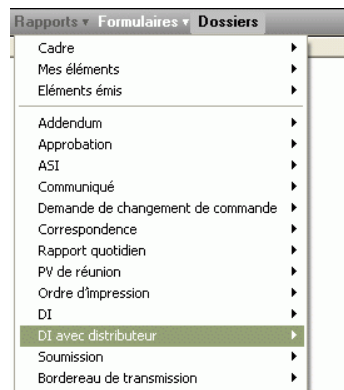 Rapports Formulaires Dossiers
Cadre
Mes éléments
Eléments émis
Addendum
Approbation
ASI
Communiqué
Demande de changement de commande
Correspondence
Rapport quotidien
PV de réunion
Ordre d'impression
DI
DI avec distributeur
Soumission
Bordereau de transmission